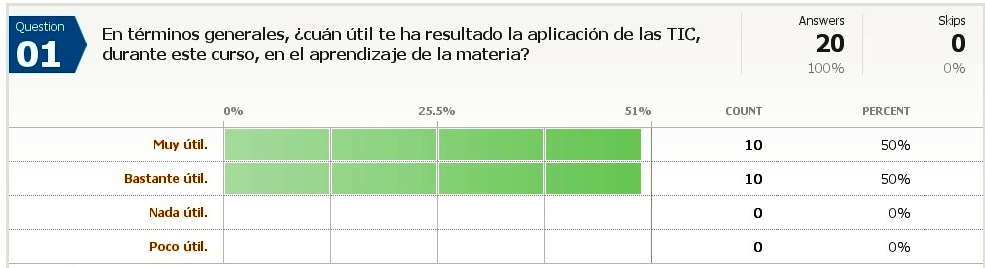 Question
01
En términos generales, ¿cuán útil te ha resultado la aplicación de las TIC,
durante este curso, en el aprendizaje de la materia?
Answers
20
100%
Skips
0
0%
0% 25.5% 51% COUNT PERCENT
Muy útil. 10 50%
Bastante útil. 10 50%
Nada útil. 0 0%
Poco útil. 0 0%